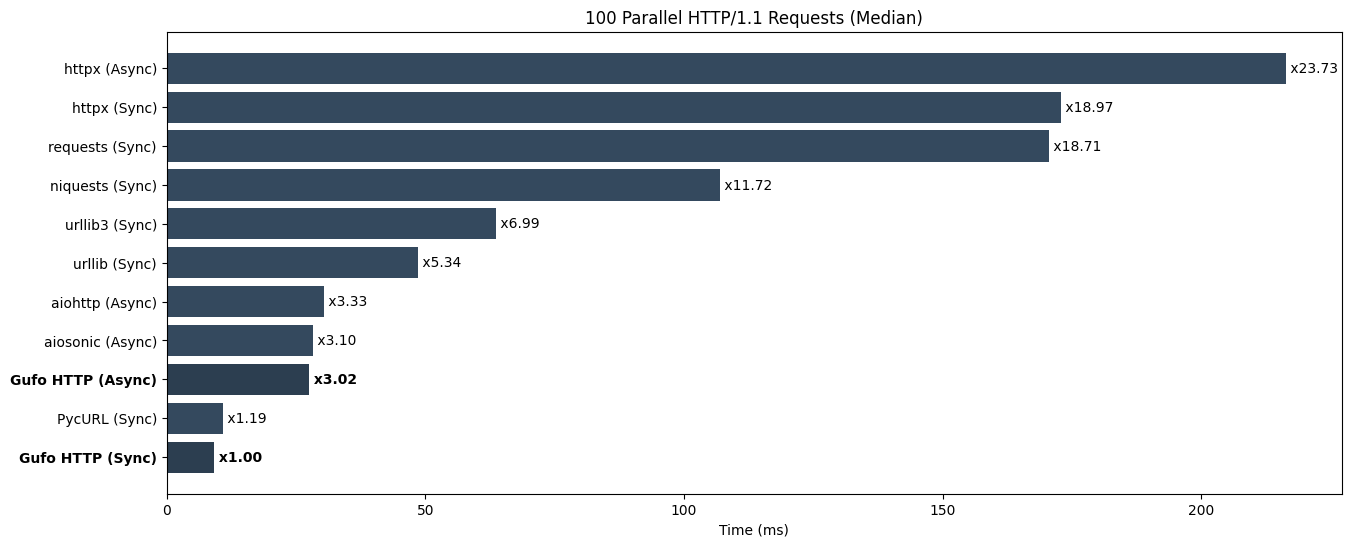 100 Parallel HTTP/1.1 Requests (Median)
httpx (Async) x23.73
httpx (Sync) x18.97
requests (Sync) x18.71
niquests (Sync) x11.72
urllib3 (Sync) x6.99
urllib (Sync) x5.34
aiohttp (Async) x3.33
aiosonic (Async) x3.10
Gufo HTTP (Async) x3.02
PycURL (Sync) x1.19
Gufo HTTP (Sync) x1.00
0 50 100 150 200
Time (ms)